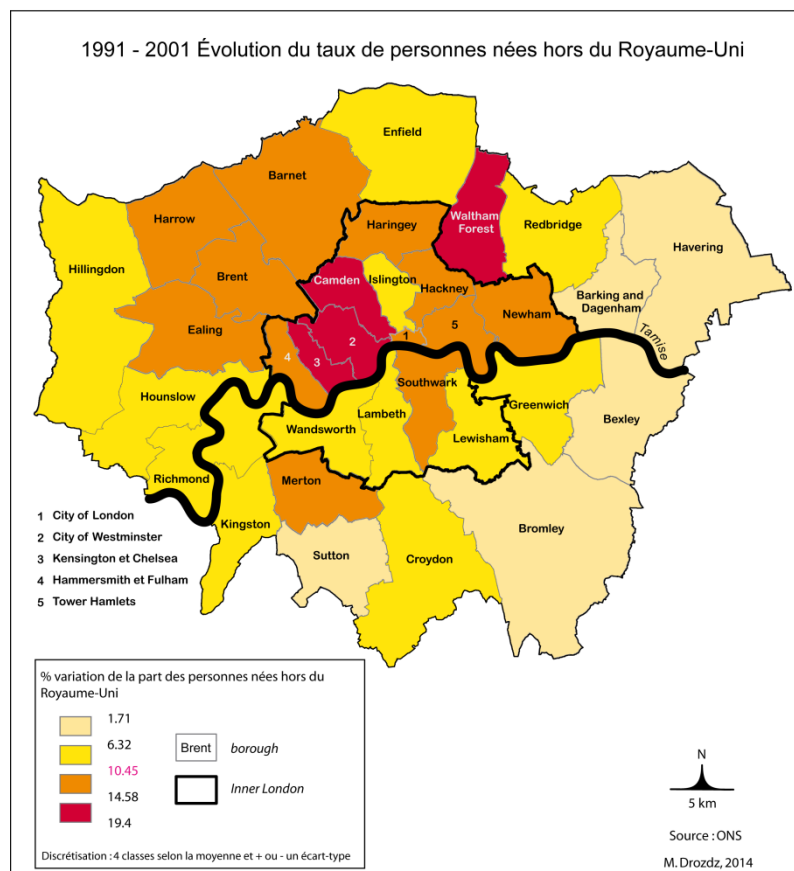 1991 - 2001 Évolution du taux de personnes nées hors du Royaume-Uni
Enfield
Barnet
Harrow
Haringey
Waltham
Forest
Redbridge
Havering
Hillingdon
Brent
Camden
Islington
Hackney
Barking and
Dagenham
Ealing
Newham
Tamise
1
2
3
4
5
Southwark
Hounslow
Greenwich
Bexley
Wandsworth
Lambeth
Lewisham
Richmond
Merton
Kingston
Bromley
Sutton
Croydon
1 City of London
2 City of Westminster
3 Kensington et Chelsea
4 Hammersmith et Fulham
5 Tower Hamlets
% variation de la part des personnes nées hors du
Royaume-Uni
1.71
6.32
10.45
14.58
19.4
Brent borough
Inner London
Discrétisation : 4 classes selon la moyenne et + ou - un écart-type
N
5 km
Source : ONS
M. Drozdz, 2014